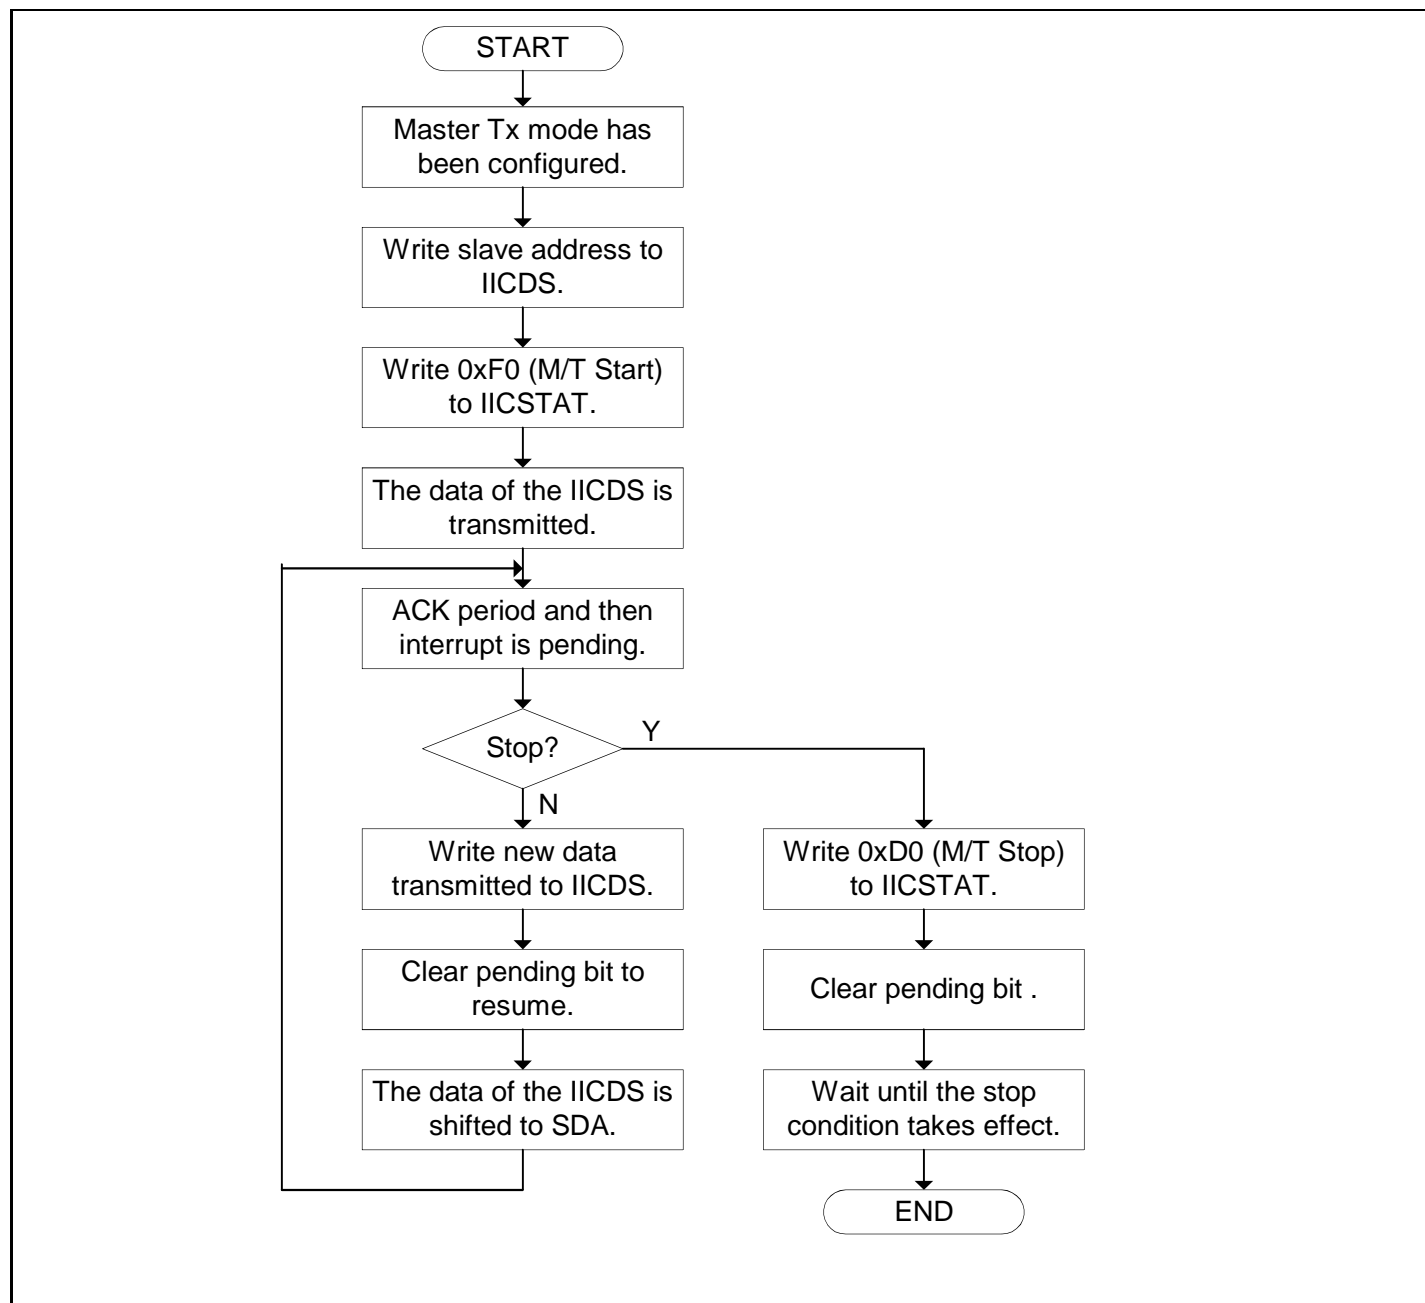 START
Master Tx mode has
been configured.
Write slave address to
IICDS.
Write 0xF0 (M/T Start)
to IICSTAT.
The data of the IICDS is
transmitted.
ACK period and then
interrupt is pending.
Stop?
Y
N
Write new data
transmitted to IICDS.
Clear pending bit to
resume.
The data of the IICDS is
shifted to SDA.
Write 0xD0 (M/T Stop)
to IICSTAT.
Clear pending bit .
Wait until the stop
condition takes effect.
END